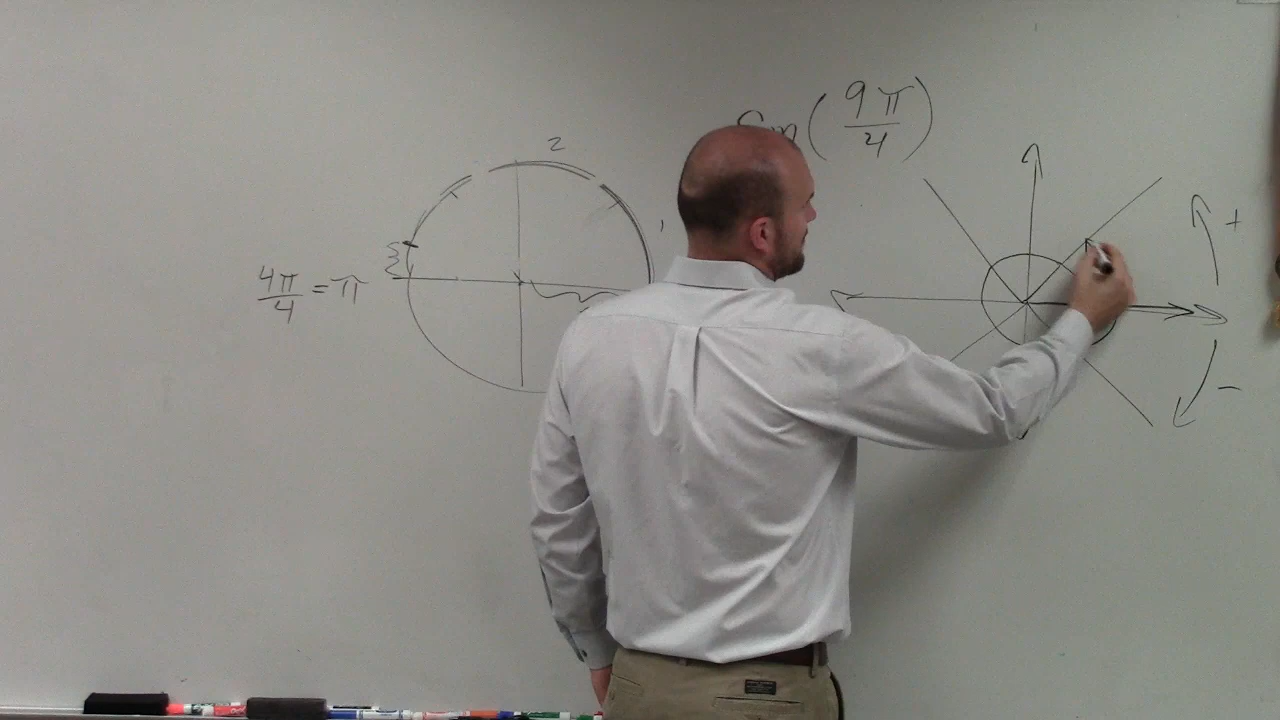 Sin(9π/4)
2
1
4π/4 = π
+
-